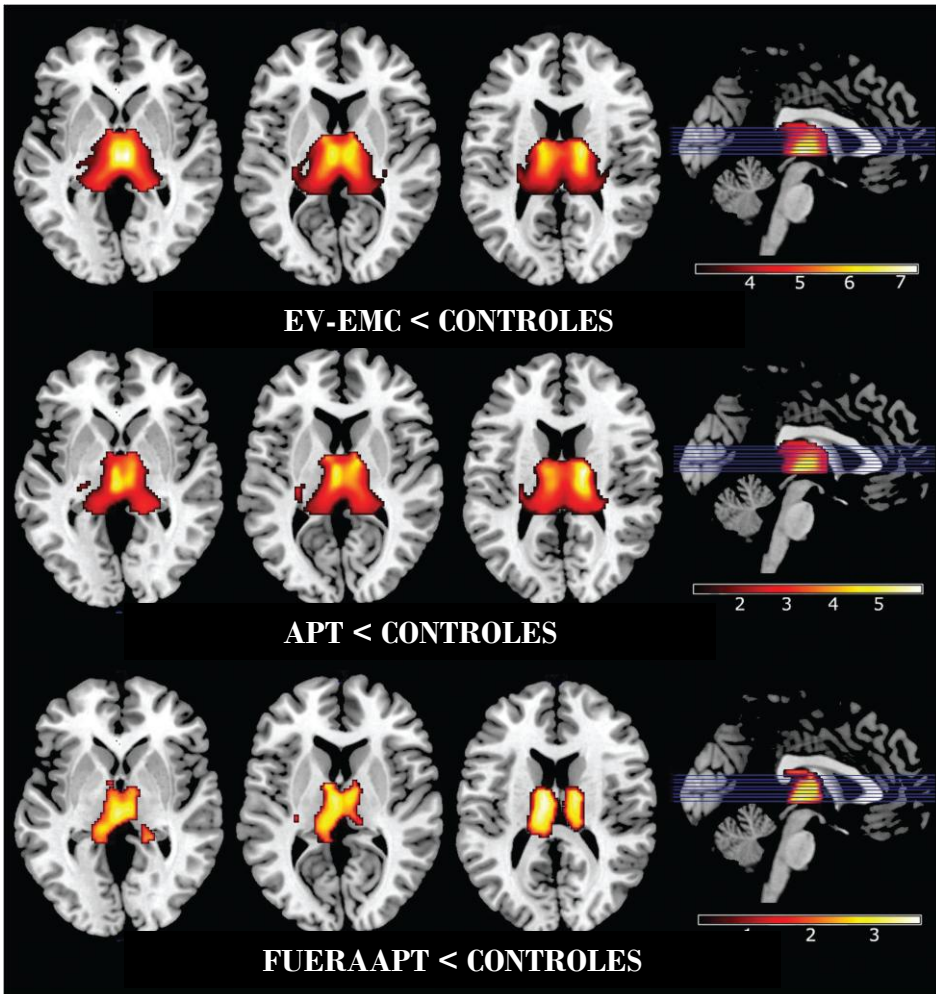 4 5 6 7
EV-EMC < CONTROLES
2 3 4 5
APT < CONTROLES
2 3
FUERAAPT < CONTROLES